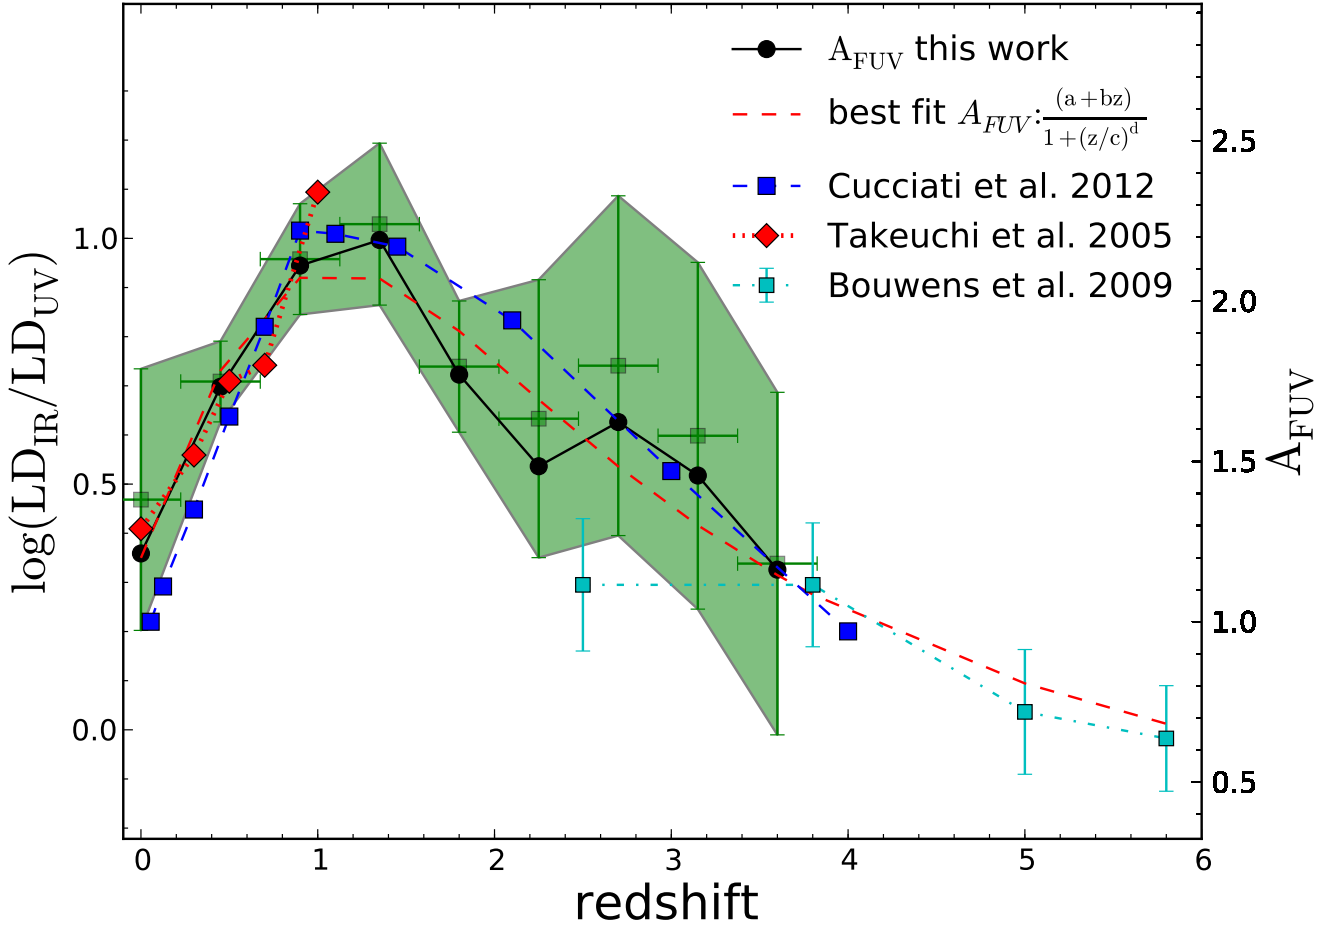 A_FUV this work
best fit A_FUV: (a+bz)/1+(z/c)^d
Cucciati et al. 2012
Takeuchi et al. 2005
Bouwens et al. 2009
log(LD_IR/LD_UV)
1.0
0.5
0.0
2.5
2.0
1.5
1.0
0.5
A_FUV
0 1 2 3 4 5 6
redshift